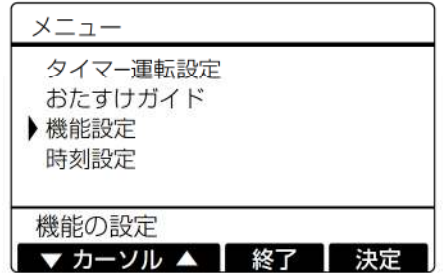 メニュー
タイマー運転設定
おたすけガイド
▶機能設定
時刻設定
機能の設定
▼ カーソル ▲ 終了 決定